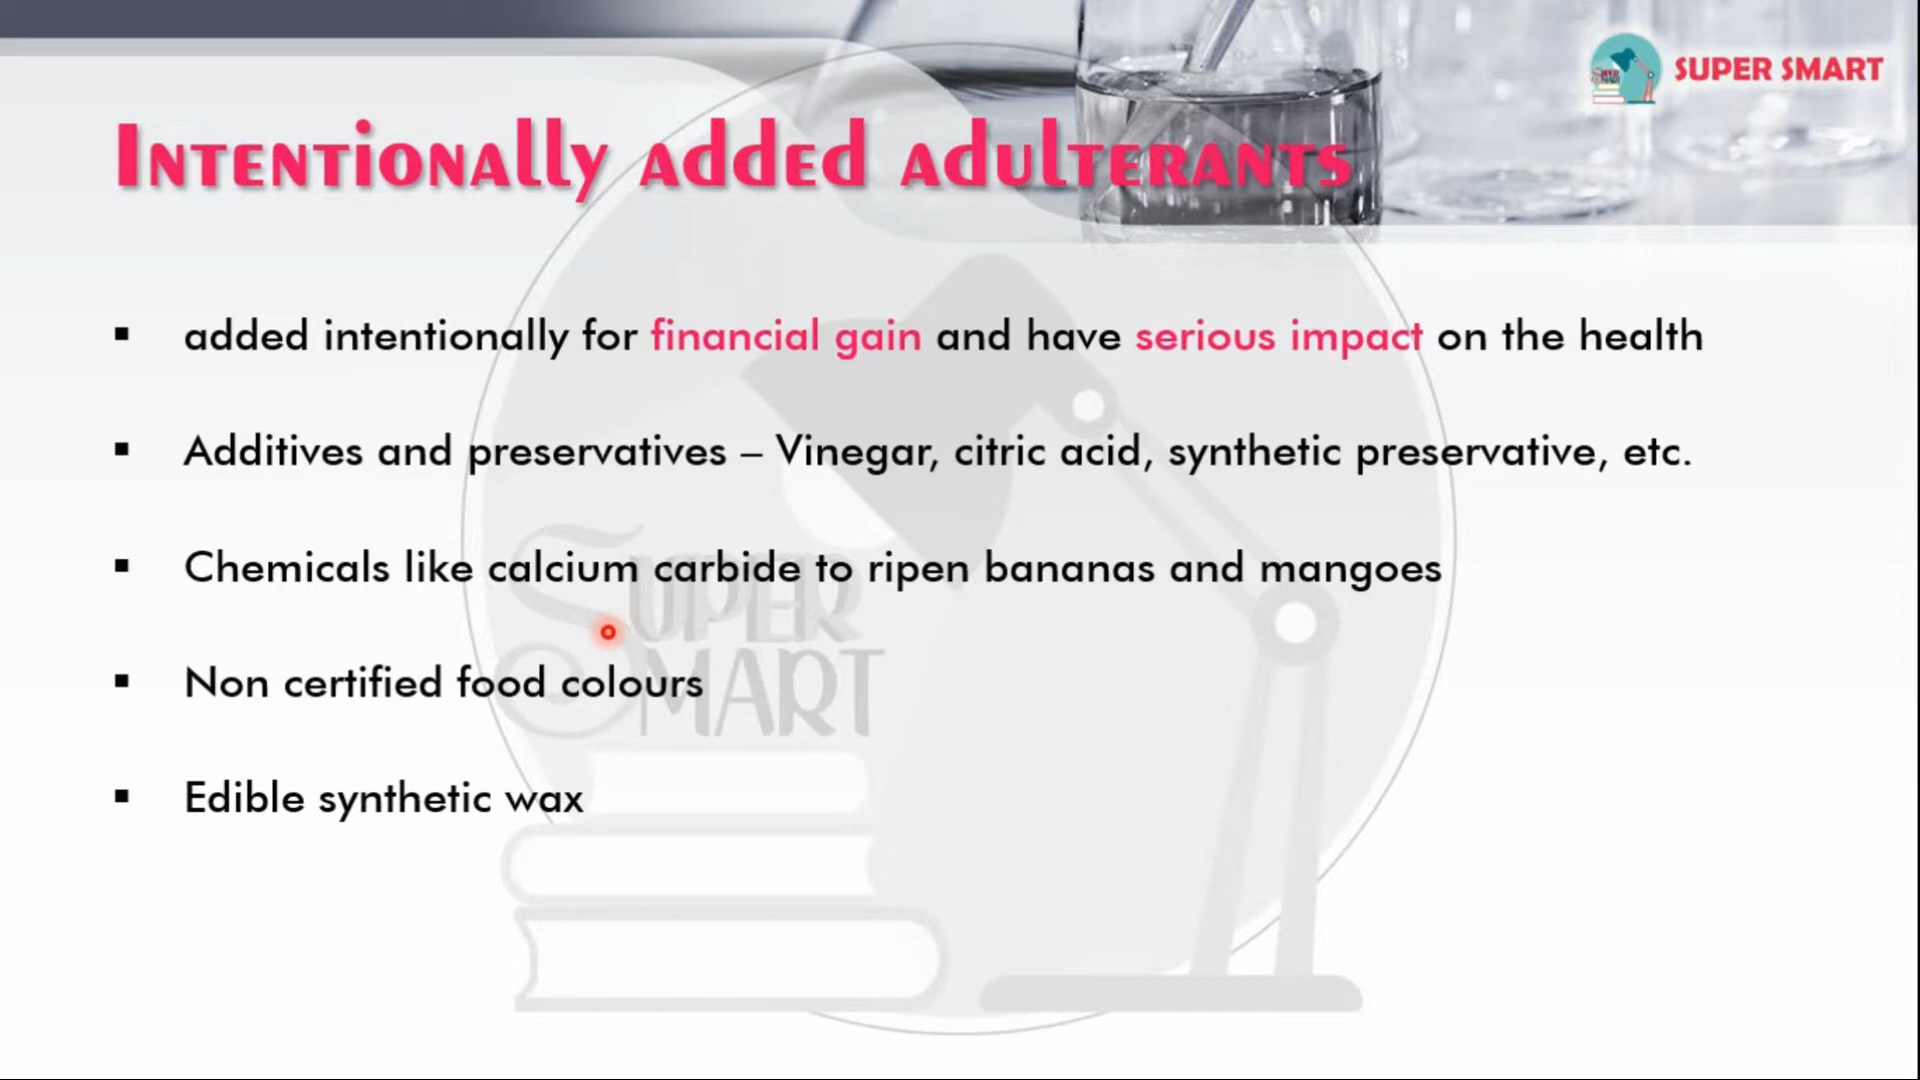 SUPER SMART
Intentionally added adulterants
▪ added intentionally for financial gain and have serious impact on the health
▪ Additives and preservatives – Vinegar, citric acid, synthetic preservative, etc.
▪ Chemicals like calcium carbide to ripen bananas and mangoes
SUPER
▪ Non certified food colours
SMART
▪ Edible synthetic wax